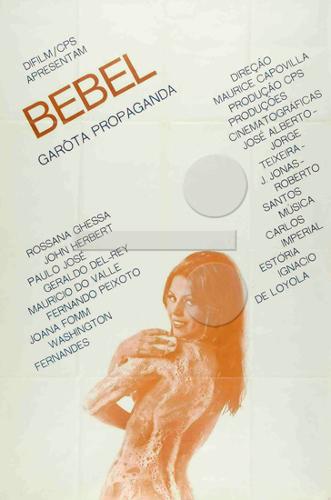 DIFILM/CPS
APRESENTAM
BEBEL
GARÔTA PROPAGANDA
DIREÇÃO
MAURICE CAPOVILLA
PRODUÇÃO CPS
PRODUÇÕES
CINEMATOGRÁFICAS
JOSÉ ALBERTO-
JORGE
TEIXEIRA-
J. JONAS-
ROBERTO
SANTOS
MÚSICA
CARLOS
IMPERIAL
ESTÓRIA
IGNACIO
DE LOYOLA
ROSSANA GHESSA
JOHN HERBERT
PAULO JOSÉ
GERALDO DEL-REY
MAURICIO DO VALLE
FERNANDO PEIXOTO
JOANA FOMM
WASHINGTON
FERNANDES